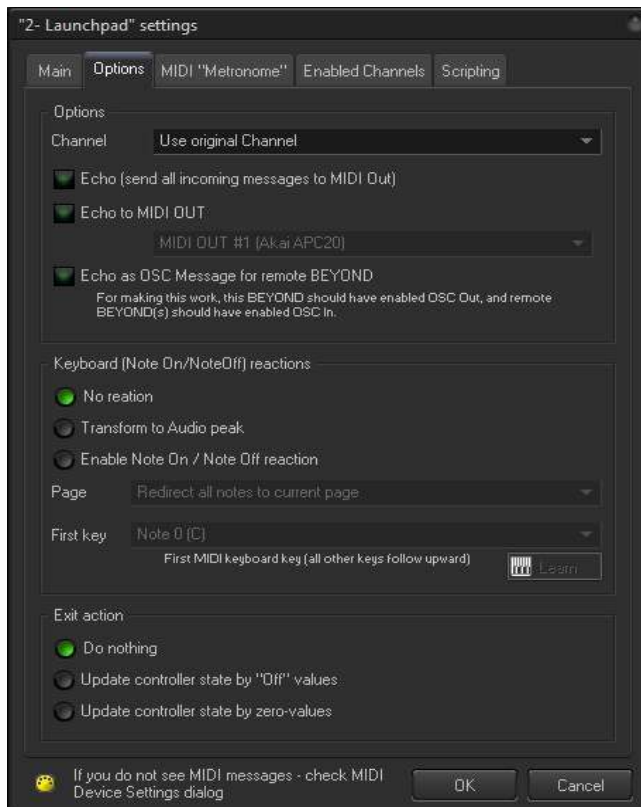 "2- Launchpad" settings
Main Options MIDI "Metronome" Enabled Channels Scripting
Options
Channel Use original Channel
Echo (send all incoming messages to MIDI Out)
Echo to MIDI OUT
MIDI OUT #1 (Akai APC20)
Echo as OSC Message for remote BEYOND
For making this work, this BEYOND should have enabled OSC Out, and remote
BEYOND(s) should have enabled OSC In.
Keyboard (Note On/NoteOff) reactions
No reation
Transform to Audio peak
Enable Note On / Note Off reaction
Page Redirect all notes to current page
First key Note 0 (C)
First MIDI keyboard key (all other keys follow upward)
Learn
Exit action
Do nothing
Update controller state by "Off" values
Update controller state by zero-values
If you do not see MIDI messages - check MIDI
Device Settings dialog
OK Cancel